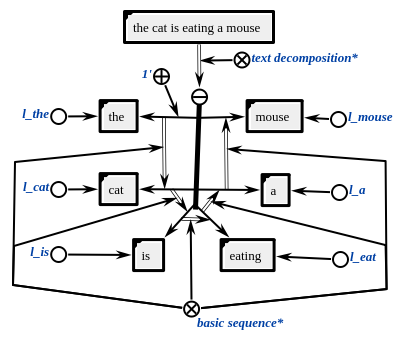 the cat is eating a mouse
text decomposition*
1'
l_the
the
mouse
l_mouse
l_cat
cat
a
l_a
l_is
is
eating
l_eat
basic sequence*